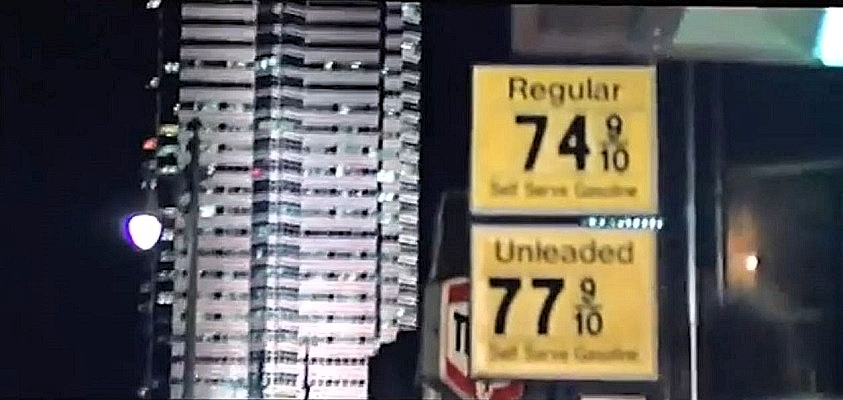 Regular
74 9/10
Self Serve Gasoline
Unleaded
77 9/10
Self Serve Gasoline